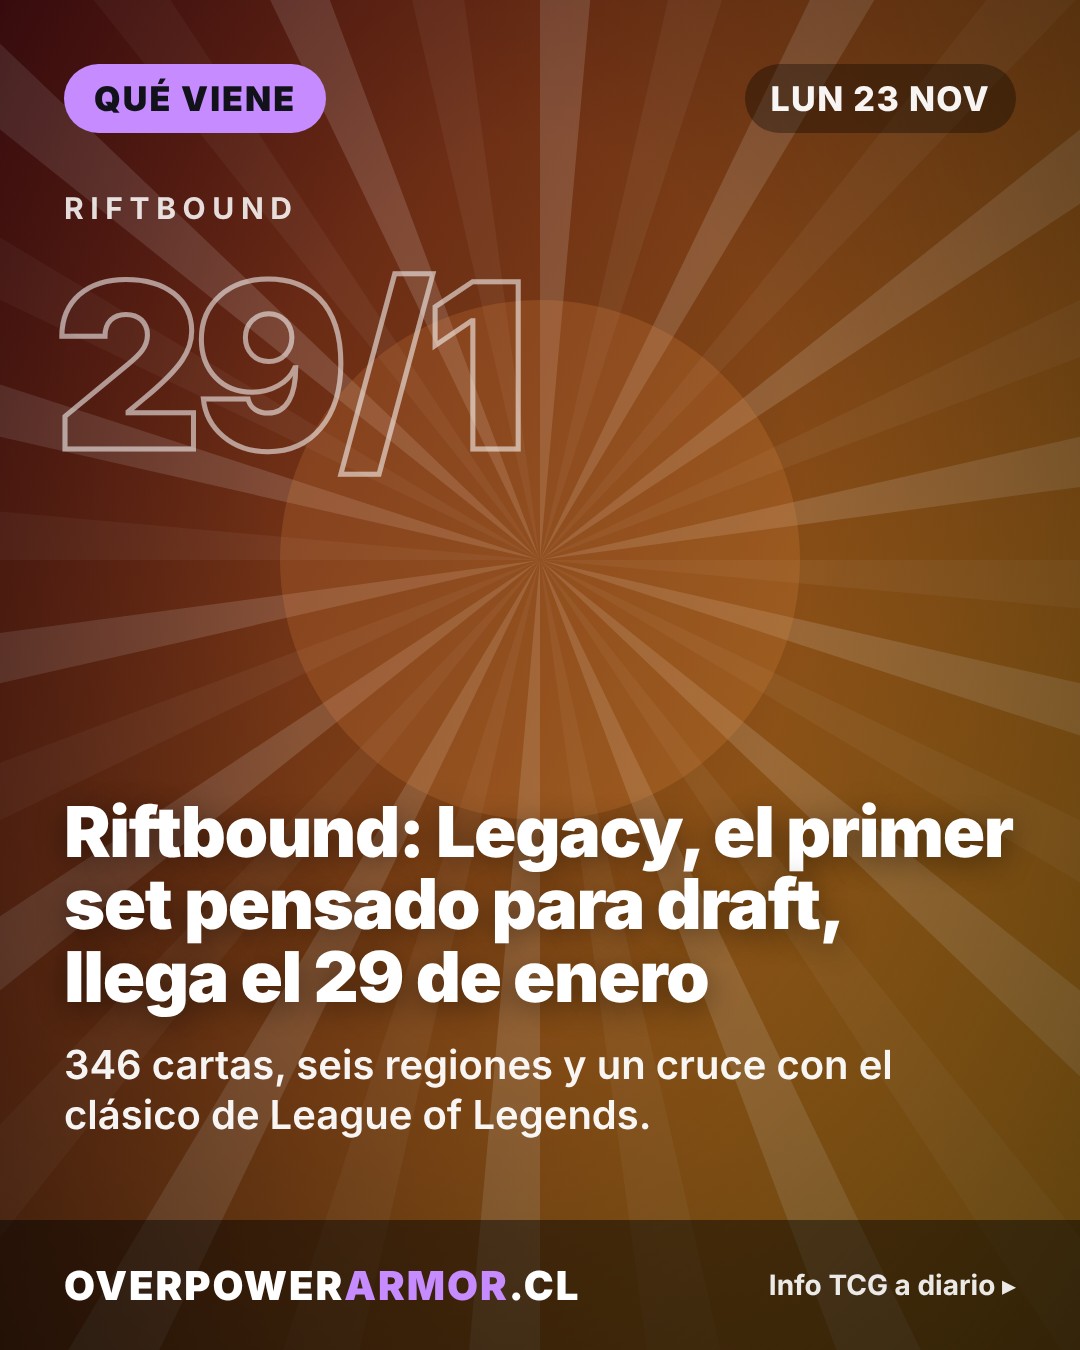 QUÉ VIENE
LUN 23 NOV
RIFTBOUND
29/1
Riftbound: Legacy, el primer
set pensado para draft,
llega el 29 de enero
346 cartas, seis regiones y un cruce con el
clásico de League of Legends.
OVERPOWERARMOR.CL
Info TCG a diario ▸